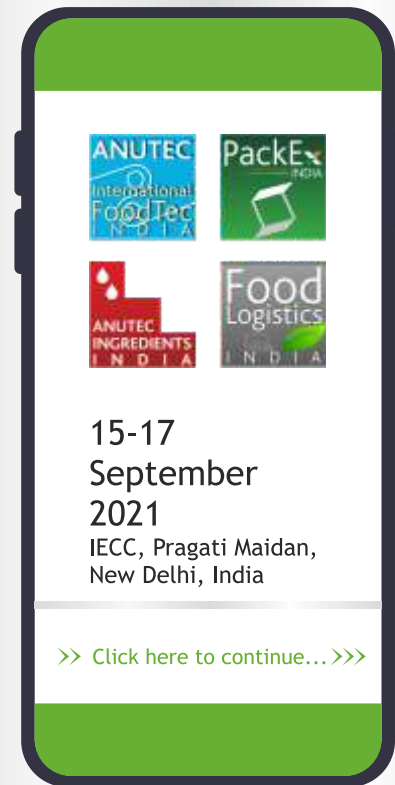 ANUTEC
International
FoodTec
INDIA
PackEx
INDIA
ANUTEC
INGREDIENTS
INDIA
Food
Logistics
INDIA
15-17
September
2021
IECC, Pragati Maidan,
New Delhi, India
>> Click here to continue... >>>